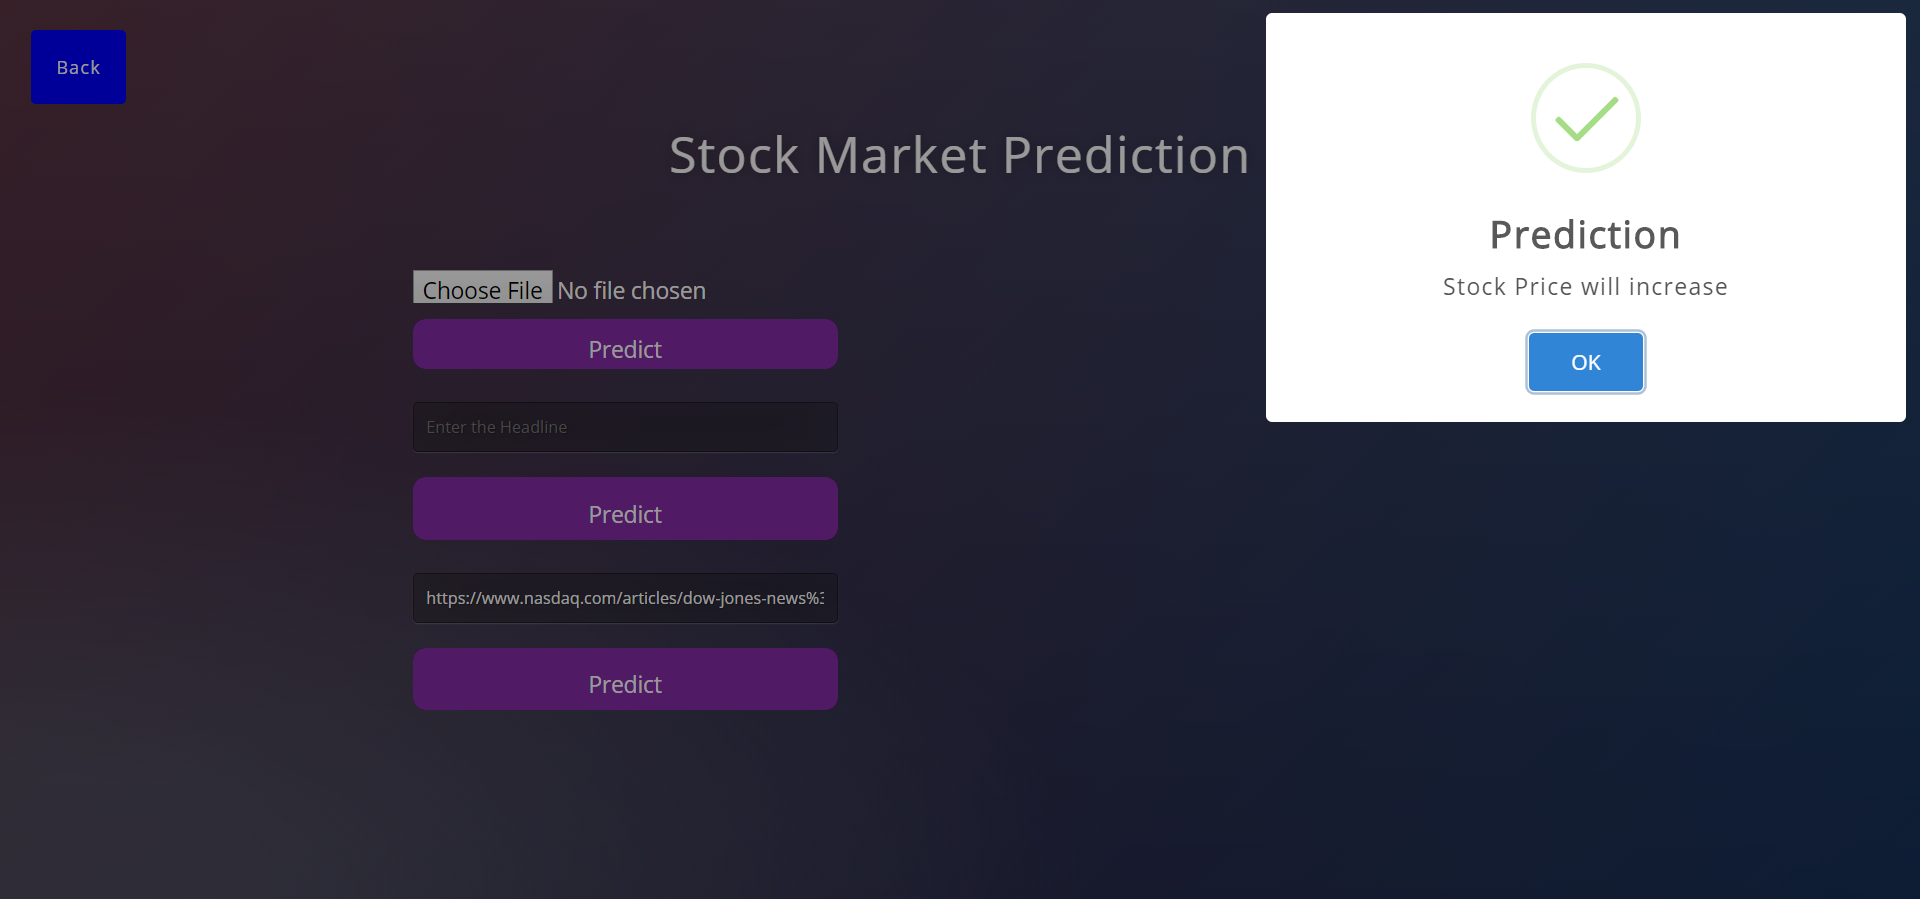 Back
Stock Market Prediction
Choose File No file chosen
Predict
Enter the Headline
Predict
https://www.nasdaq.com/articles/dow-jones-news%3
Predict
Prediction
Stock Price will increase
OK